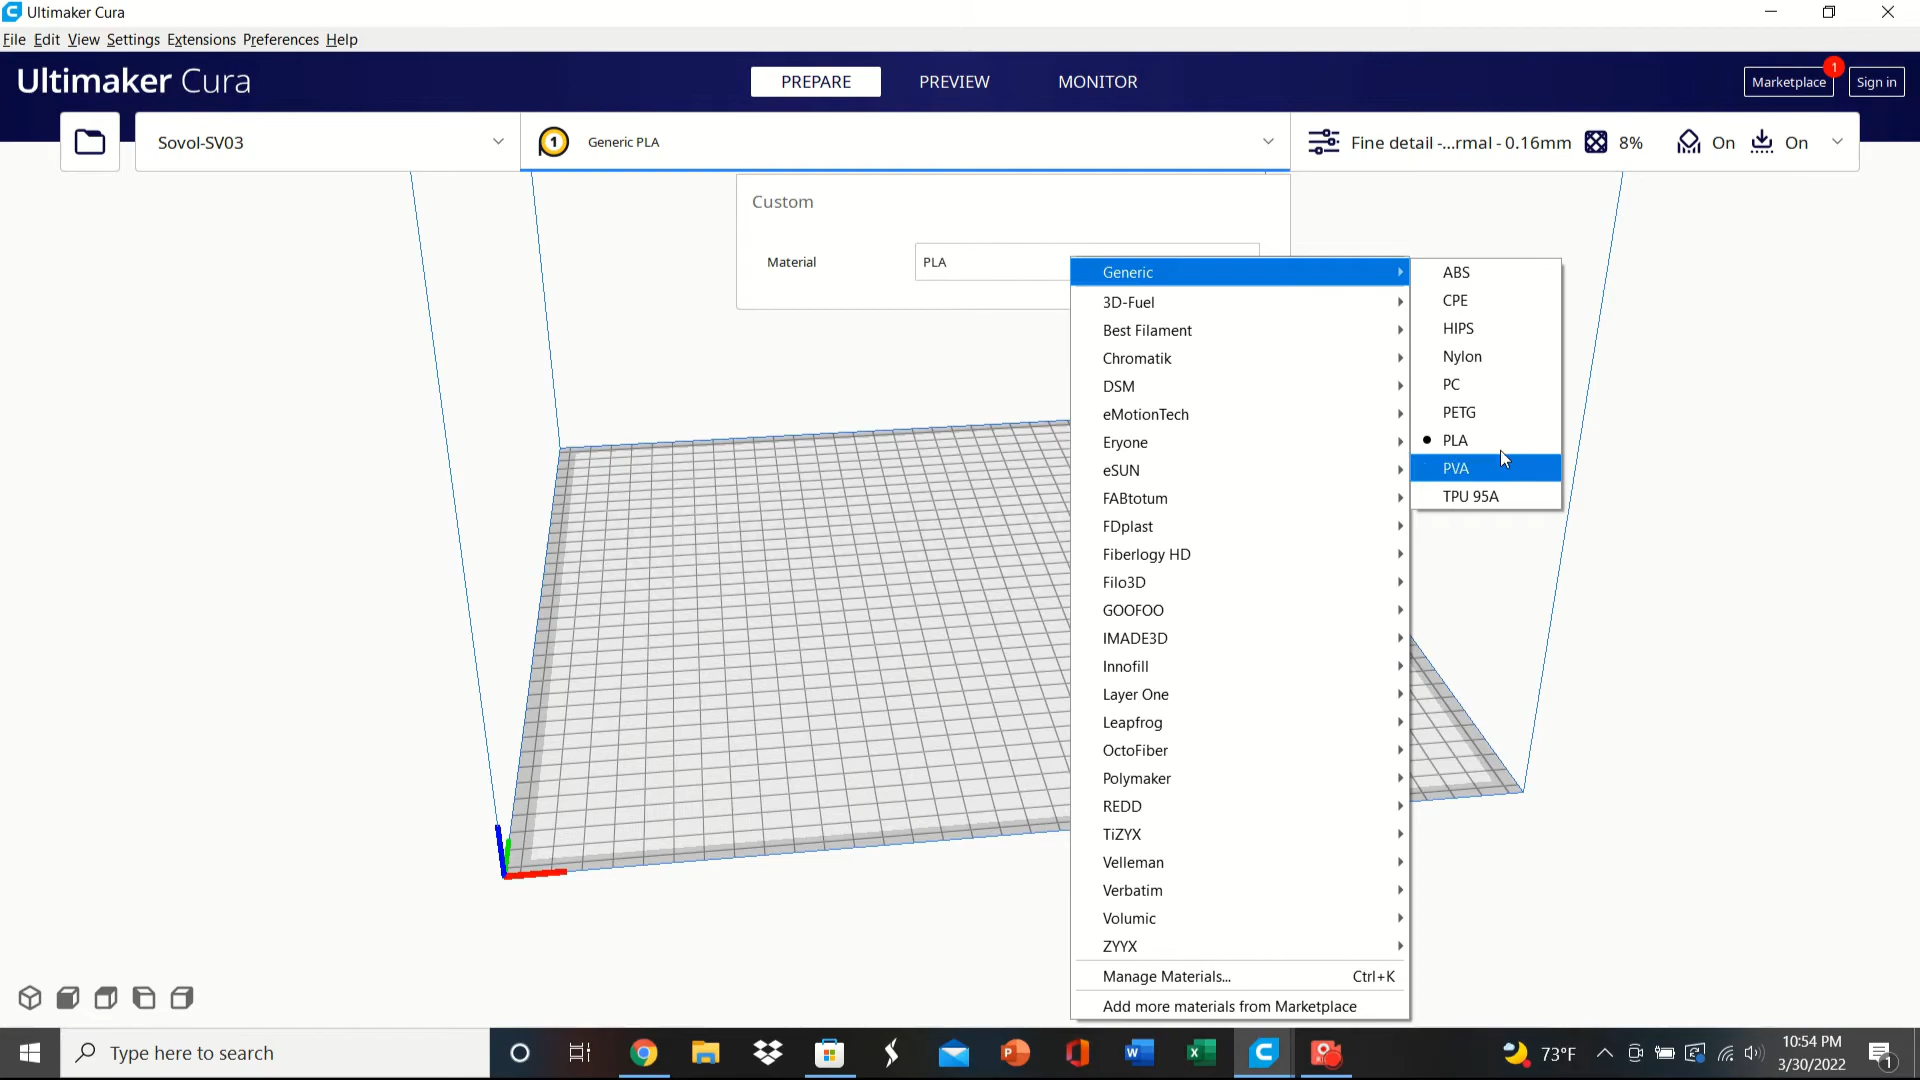 Ultimaker Cura
File Edit View Settings Extensions Preferences Help
Ultimaker Cura
PREPARE PREVIEW MONITOR
Marketplace 1 Sign in
Sovol-SV03
1 Generic PLA
Fine detail -...rmal - 0.16mm 8% On On
Custom
Material PLA
Generic
3D-Fuel
Best Filament
Chromatik
DSM
eMotionTech
Eryone
eSUN
FABtotum
FDplast
Fiberlogy HD
Filo3D
GOOFOO
IMADE3D
Innofill
Layer One
Leapfrog
OctoFiber
Polymaker
REDD
TiZYX
Velleman
Verbatim
Volumic
ZYYX
Manage Materials... Ctrl+K
Add more materials from Marketplace
ABS
CPE
HIPS
Nylon
PC
PETG
PLA
PVA
TPU 95A
Type here to search
73°F
10:54 PM
3/30/2022
1